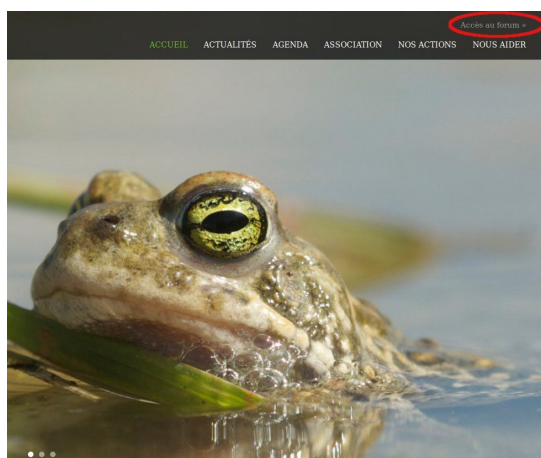 Accès au forum »
ACCUEIL ACTUALITÉS AGENDA ASSOCIATION NOS ACTIONS NOUS AIDER